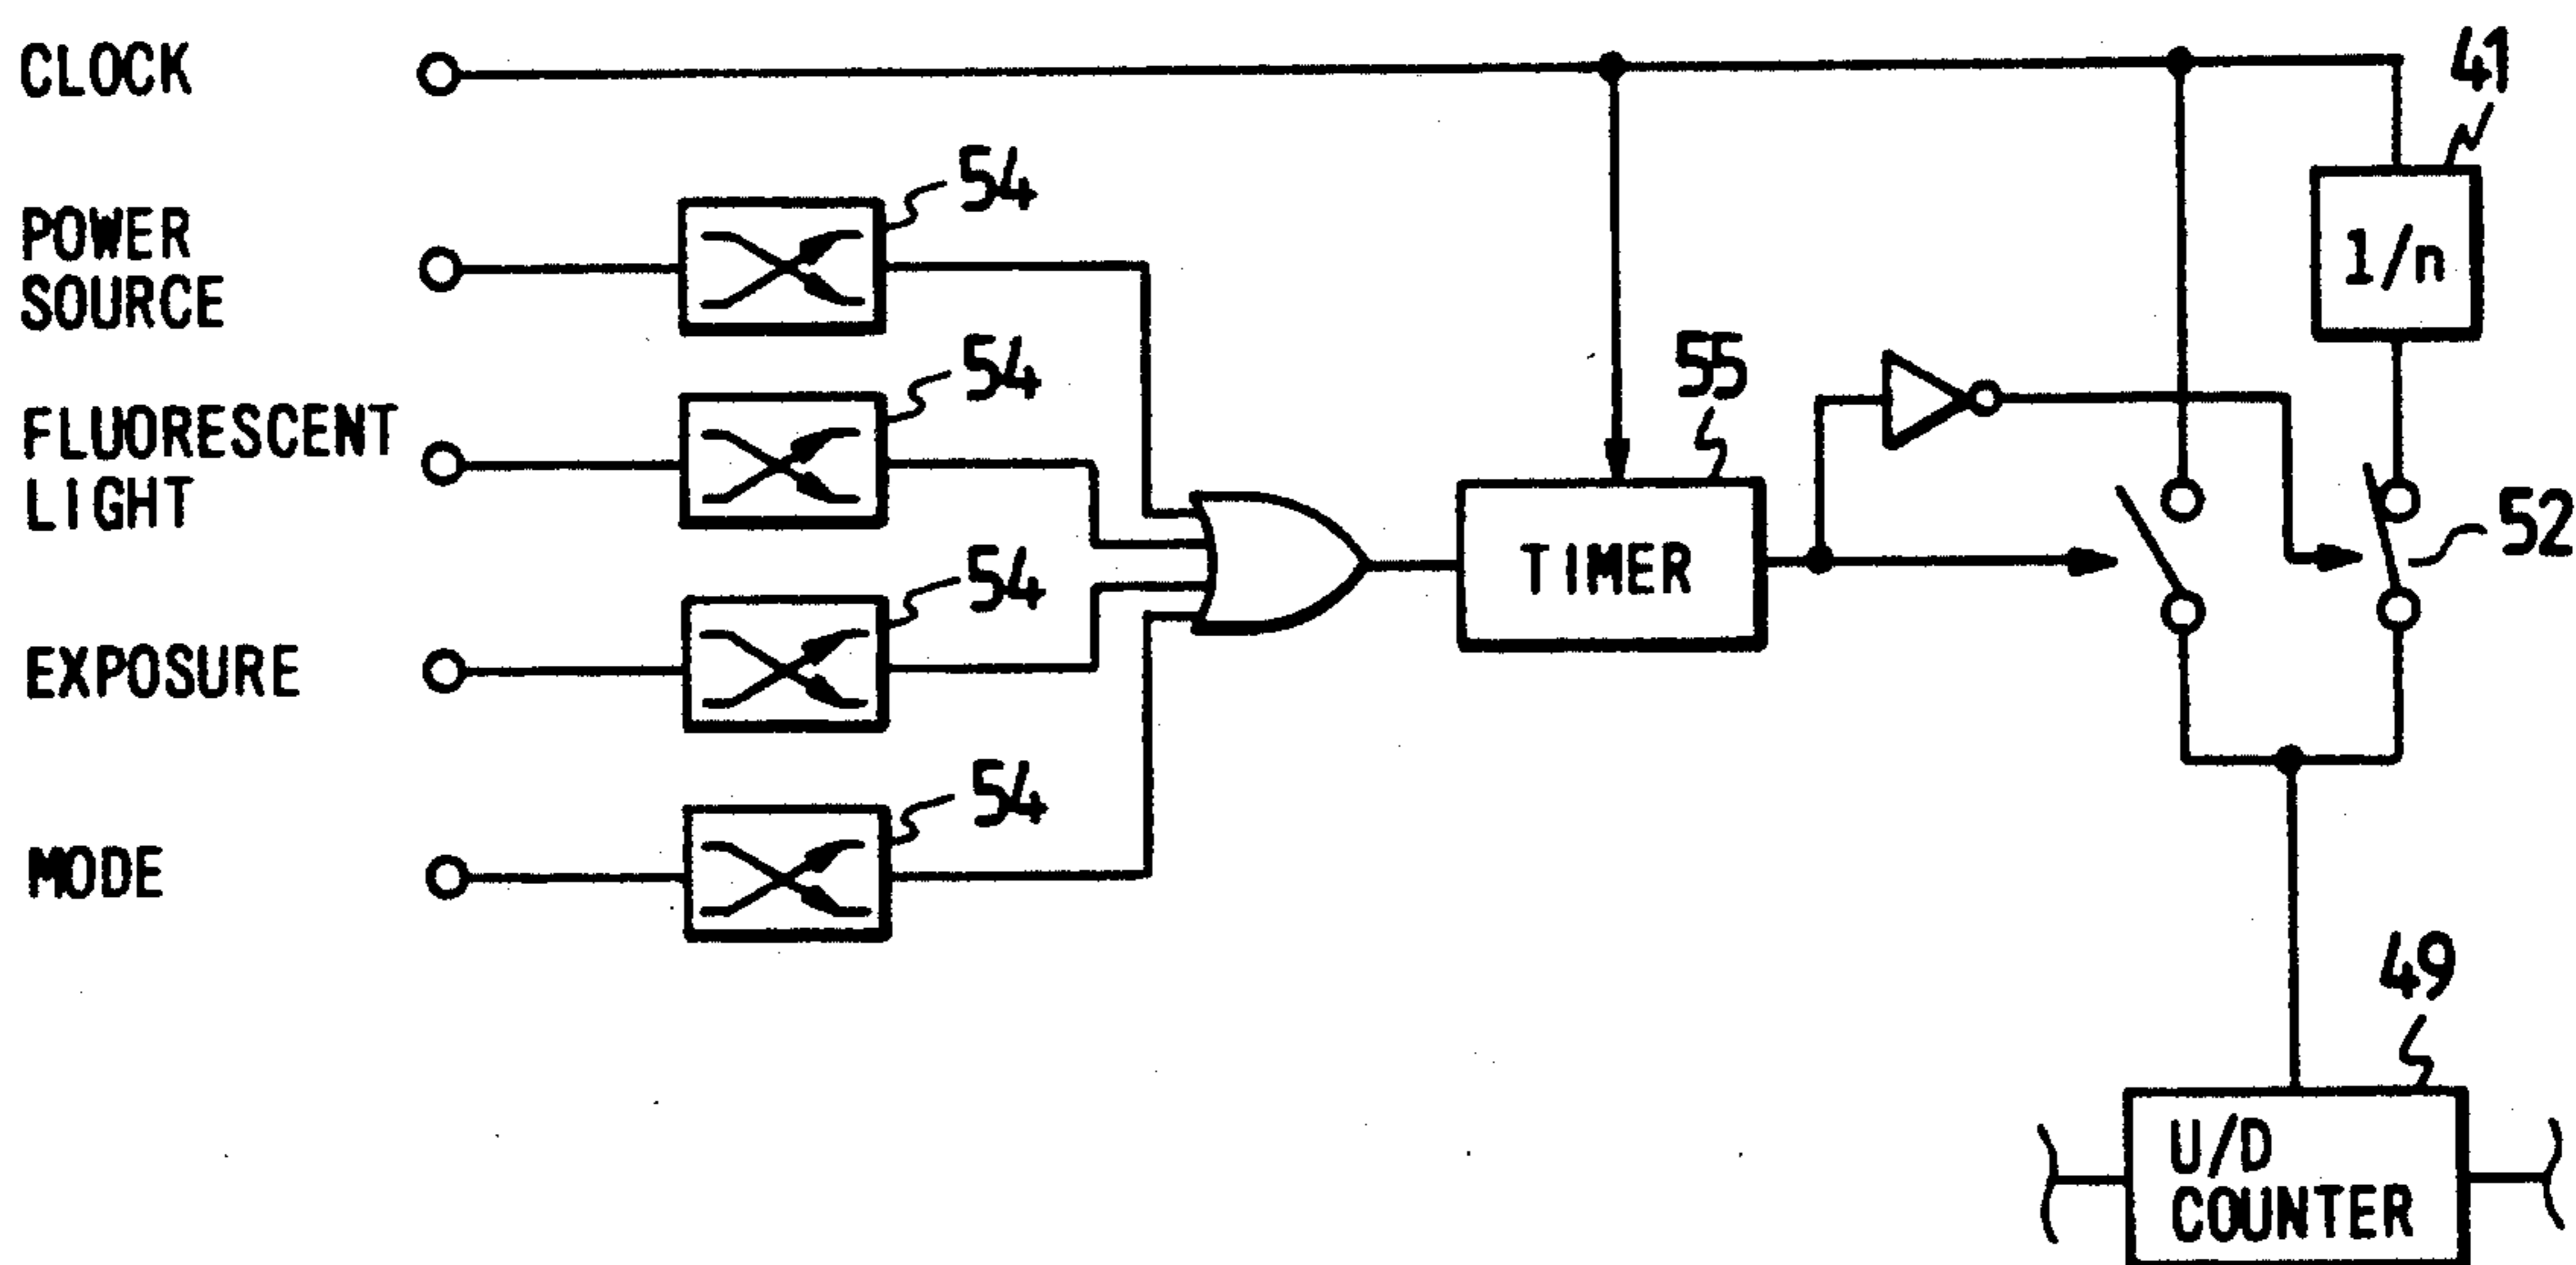 CLOCK
41
POWER
SOURCE
54
1/n
FLUORESCENT
LIGHT
54
55
TIMER
52
EXPOSURE
54
MODE
54
49
U/D
COUNTER